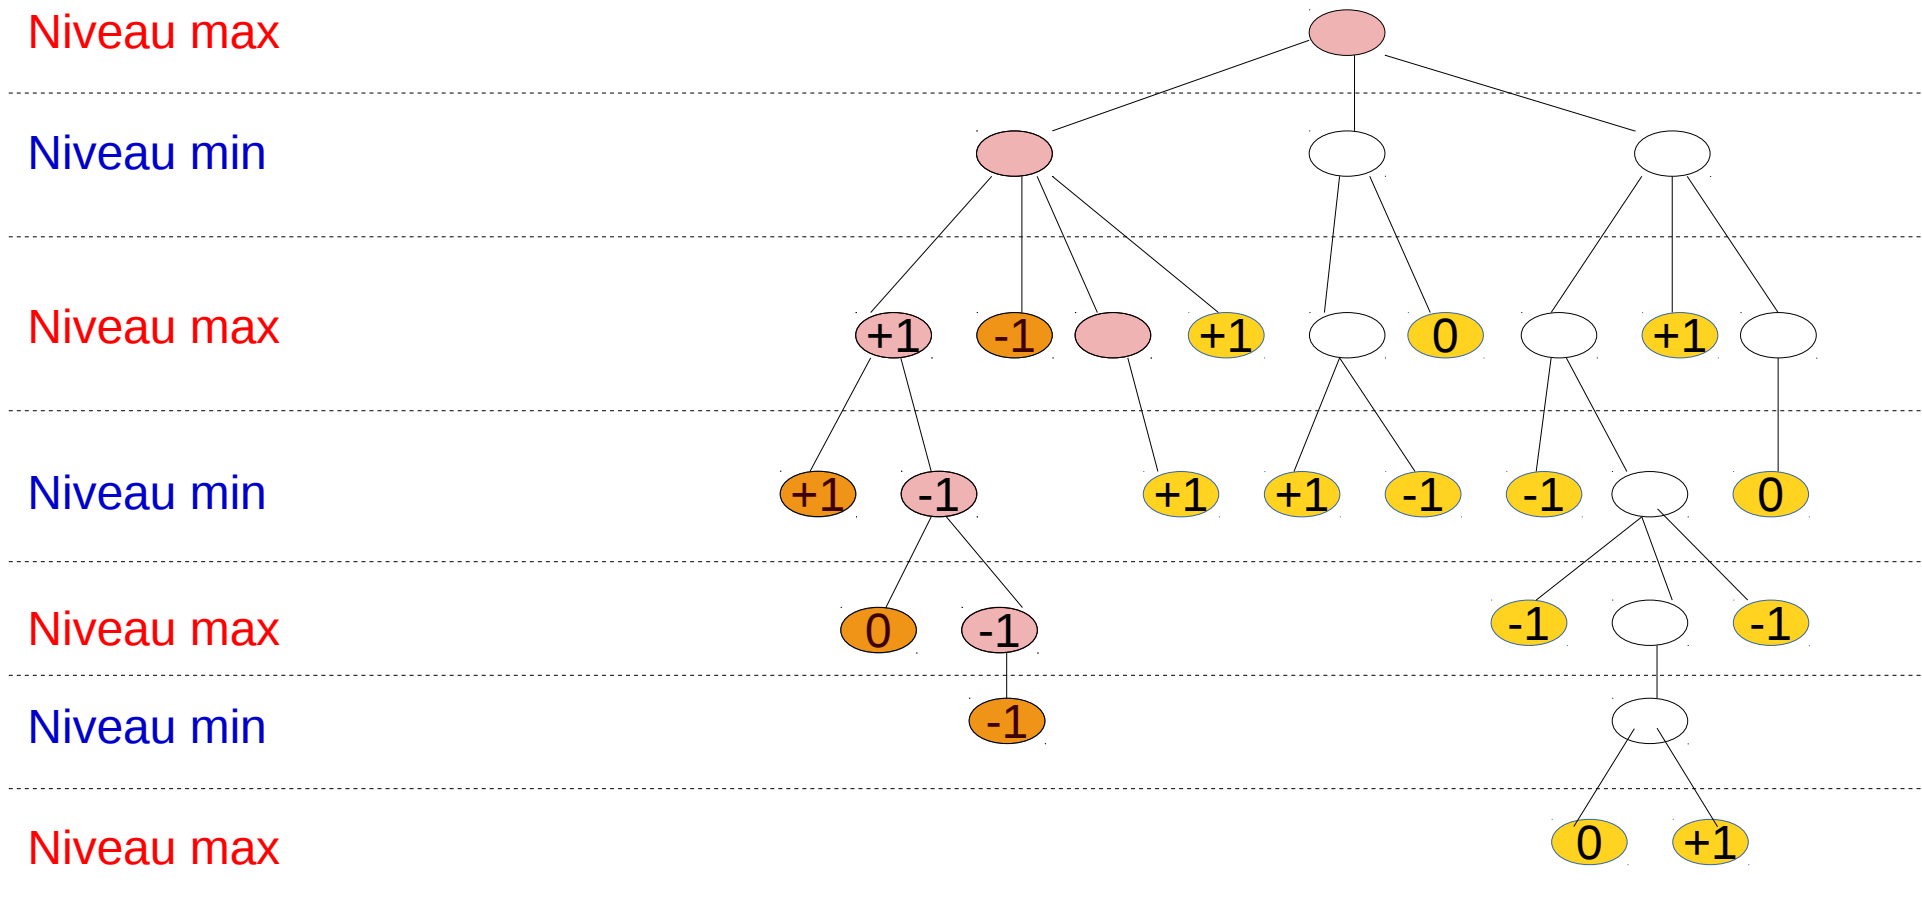 Niveau max
Niveau min
Niveau max
+1 -1 +1 0 +1
Niveau min
+1 -1 +1 +1 -1 -1 0
Niveau max
0 -1 -1 -1
Niveau min
-1
Niveau max
0 +1